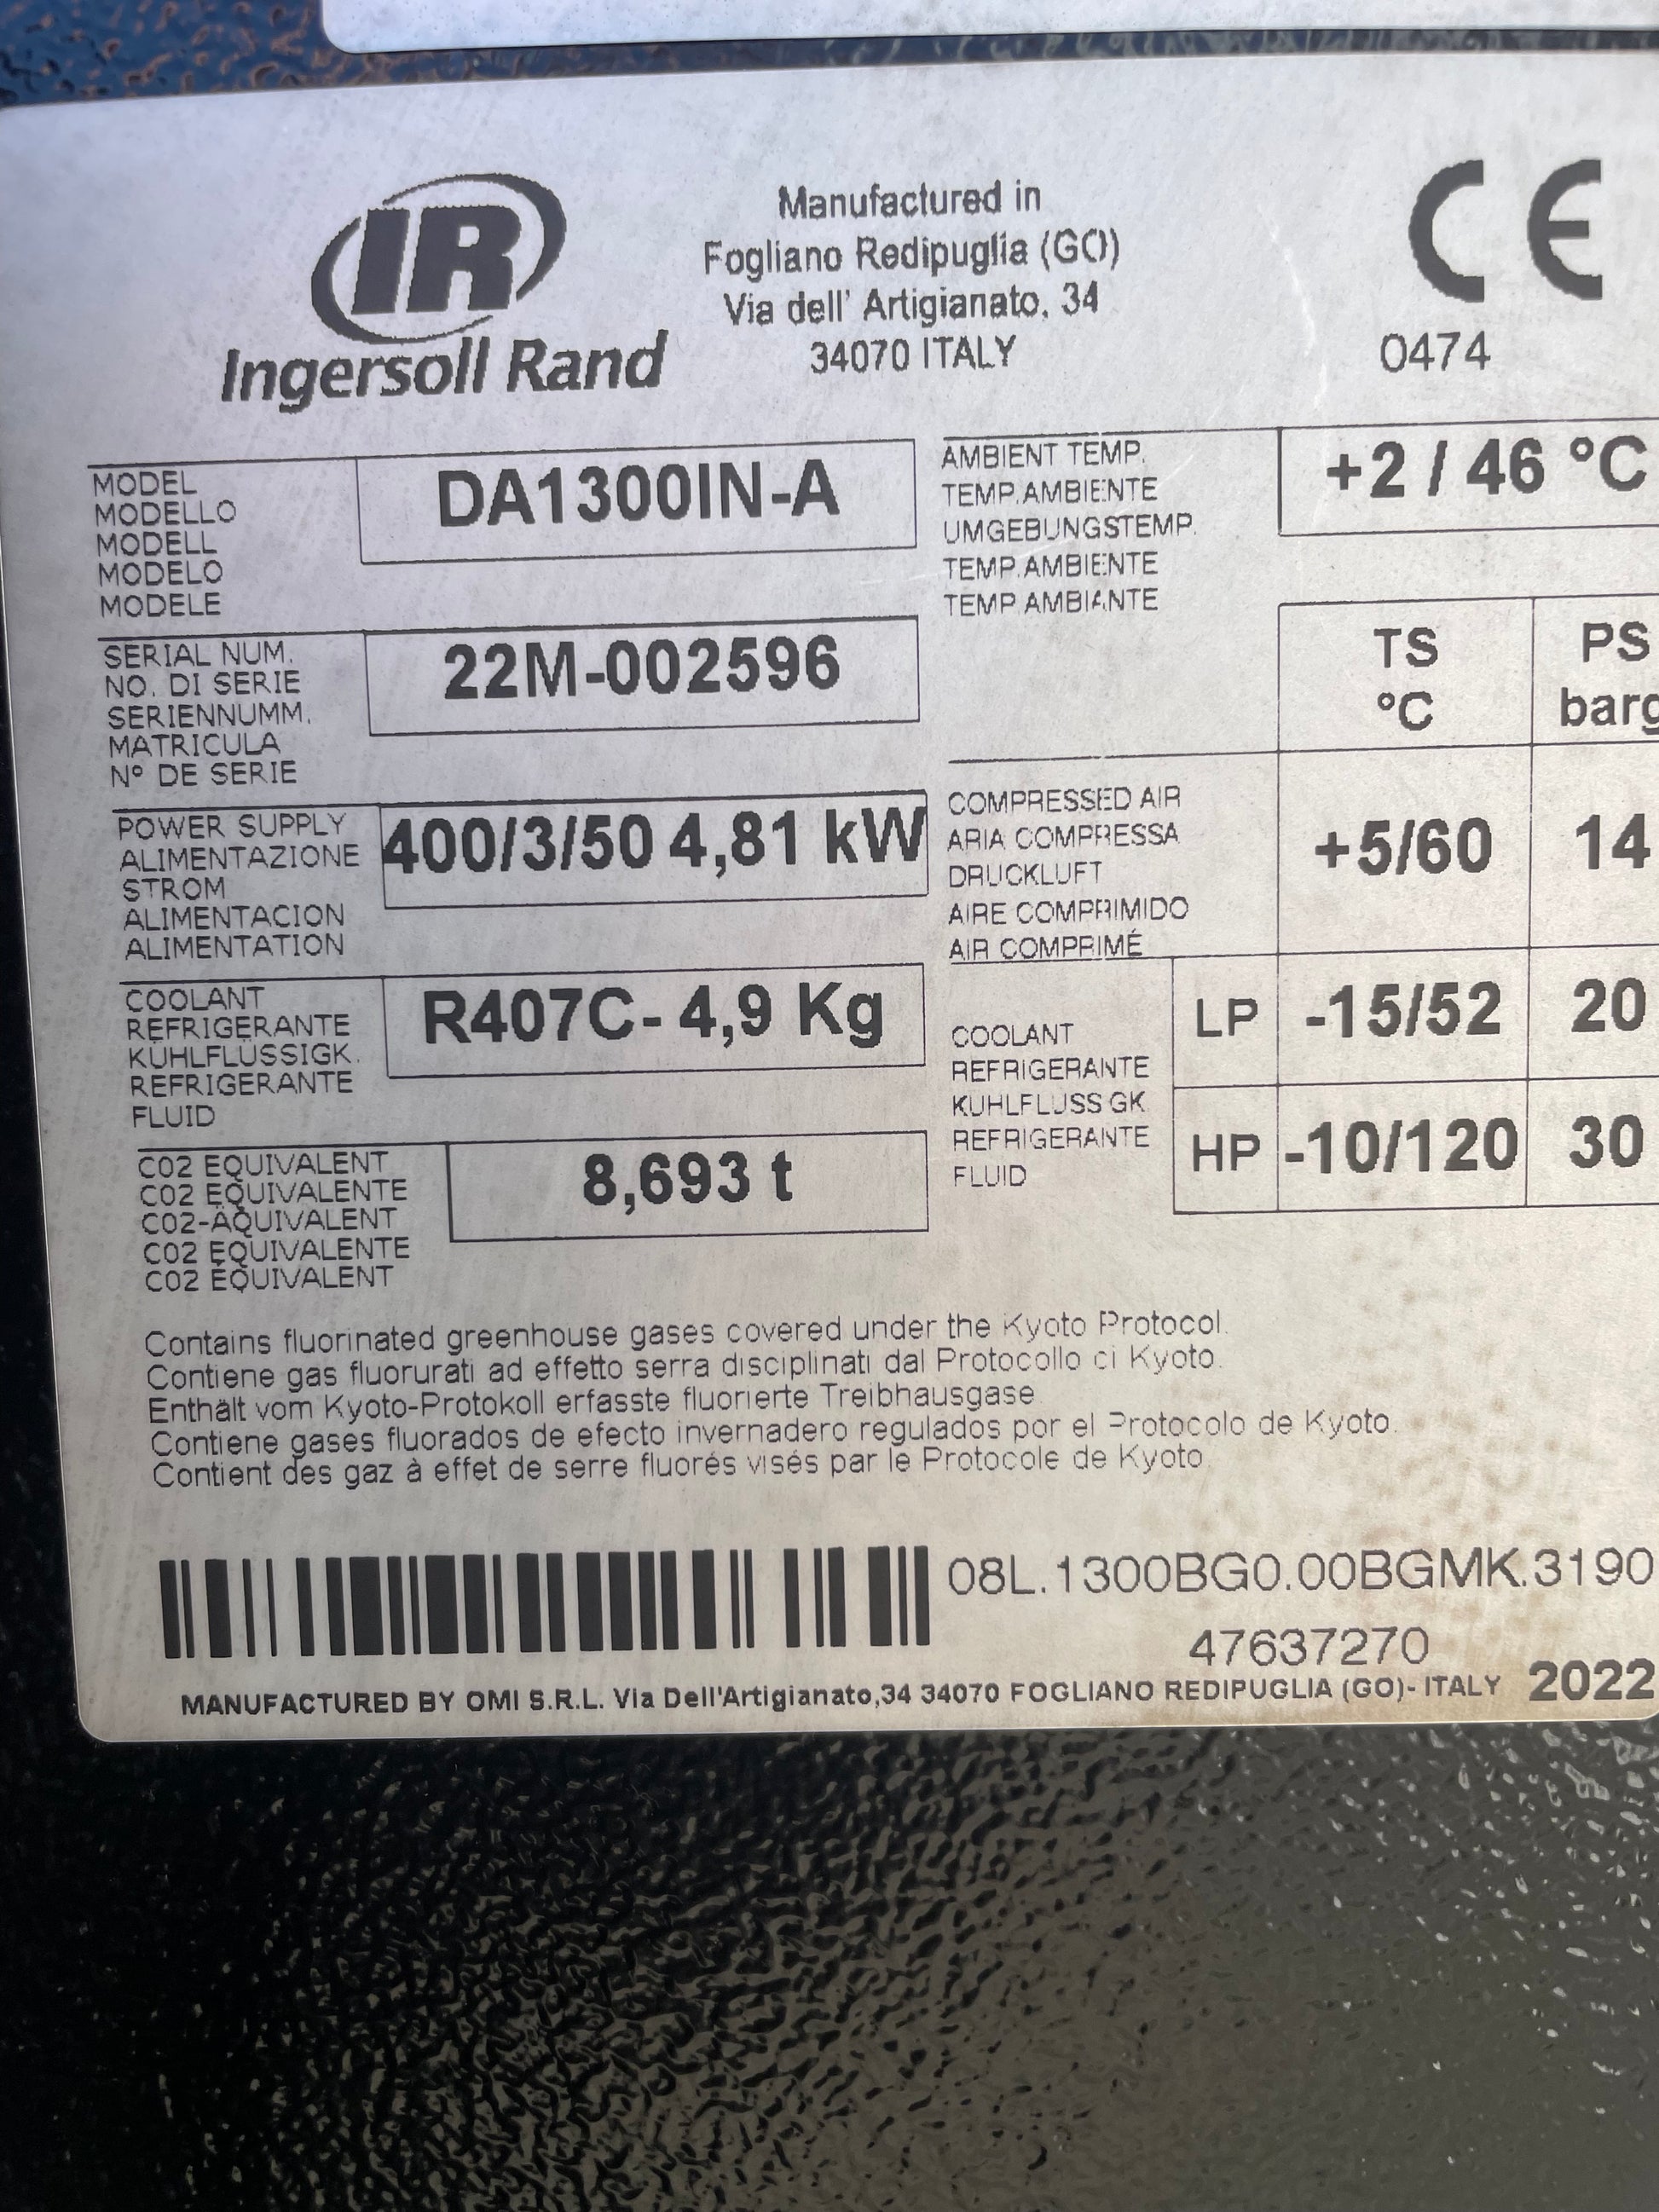 IR
Ingersoll Rand
Manufactured in
Fogliano Redipuglia (GO)
Via dell' Artigianato, 34
34070 ITALY
CE
0474
MODEL
MODELLO
MODELL
MODELO
MODELE
DA1300IN-A
SERIAL NUM.
NO. DI SERIE
SERIENNUMM.
MATRICULA
Nº DE SERIE
22M-002596
POWER SUPPLY
ALIMENTAZIONE
STROM
ALIMENTACION
ALIMENTATION
400/3/50 4,81 kW
COOLANT
REFRIGERANTE
KUHLFLUSSIGK.
REFRIGERANTE
FLUID
R407C- 4,9 Kg
C02 EQUIVALENT
C02 EQUIVALENTE
C02-ÄQUIVALENT
C02 EQUIVALENTE
C02 ÉQUIVALENT
8,693 t
AMBIENT TEMP.
TEMP.AMBIENTE
UMGEBUNGSTEMP.
TEMP.AMBIENTE
TEMP.AMBIANTE
+2 / 46 °C
TS PS
°C barg
COMPRESSED AIR
ARIA COMPRESSA
DRUCKLUFT
AIRE COMPRIMIDO
AIR COMPRIMÉ
+5/60 14
COOLANT
REFRIGERANTE
KUHLFLUSSIGK
REFRIGERANTE
FLUID
LP -15/52 20
HP -10/120 30
Contains fluorinated greenhouse gases covered under the Kyoto Protocol.
Contiene gas fluorurati ad effetto serra disciplinati dal Protocollo di Kyoto.
Enthält vom Kyoto-Protokoll erfasste fluorierte Treibhausgase
Contiene gases fluorados de efecto invernadero regulados por el Protocolo de Kyoto.
Contient des gaz à effet de serre fluorés visés par le Protocole de Kyoto
08L.1300BG0.00BGMK.3190
47637270
MANUFACTURED BY OMI S.R.L. Via Dell'Artigianato,34 34070 FOGLIANO REDIPUGLIA (GO)- ITALY 2022